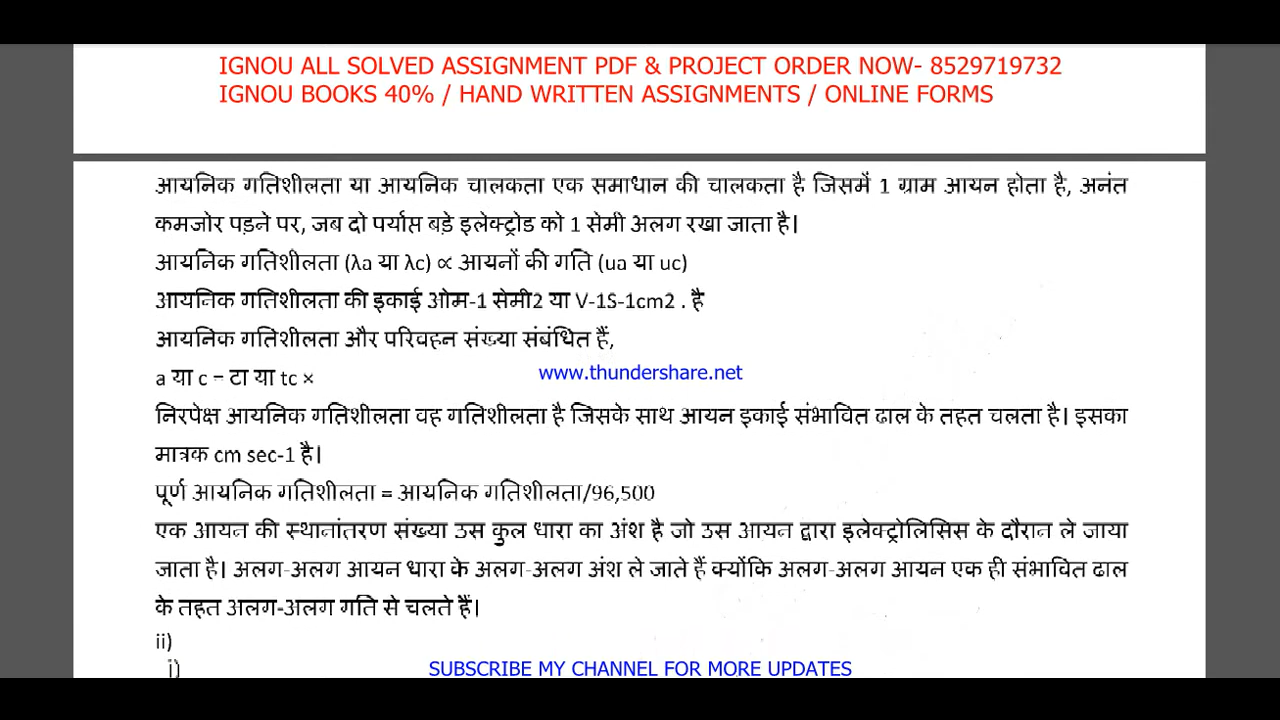 IGNOU ALL SOLVED ASSIGNMENT PDF & PROJECT ORDER NOW- 8529719732
IGNOU BOOKS 40% / HAND WRITTEN ASSIGNMENTS / ONLINE FORMS
आयनिक गतिशीलता या आयनिक चालकता एक समाधान की चालकता है जिसमें 1 ग्राम आयन होता है, अनंत
कमजोर पड़ने पर, जब दो पर्याप्त बड़े इलेक्ट्रोड को 1 सेमी अलग रखा जाता है।
आयनिक गतिशीलता (λa या λc) ∝ आयनों की गति (ua या uc)
आयनिक गतिशीलता की इकाई ओम-1 सेमी2 या V-1S-1cm2 . है
आयनिक गतिशीलता और परिवहन संख्या संबंधित हैं,
a या c – टा या tc ×
www.thundershare.net
निरपेक्ष आयनिक गतिशीलता वह गतिशीलता है जिसके साथ आयन इकाई संभावित ढाल के तहत चलता है। इसका
मात्रक cm sec-1 है।
पूर्ण आयनिक गतिशीलता = आयनिक गतिशीलता/96,500
एक आयन की स्थानांतरण संख्या उस कुल धारा का अंश है जो उस आयन द्वारा इलेक्ट्रोलिसिस के दौरान ले जाया
जाता है। अलग-अलग आयन धारा के अलग-अलग अंश ले जाते हैं क्योंकि अलग-अलग आयन एक ही संभावित ढाल
के तहत अलग-अलग गति से चलते हैं।
ii)
i)
SUBSCRIBE MY CHANNEL FOR MORE UPDATES